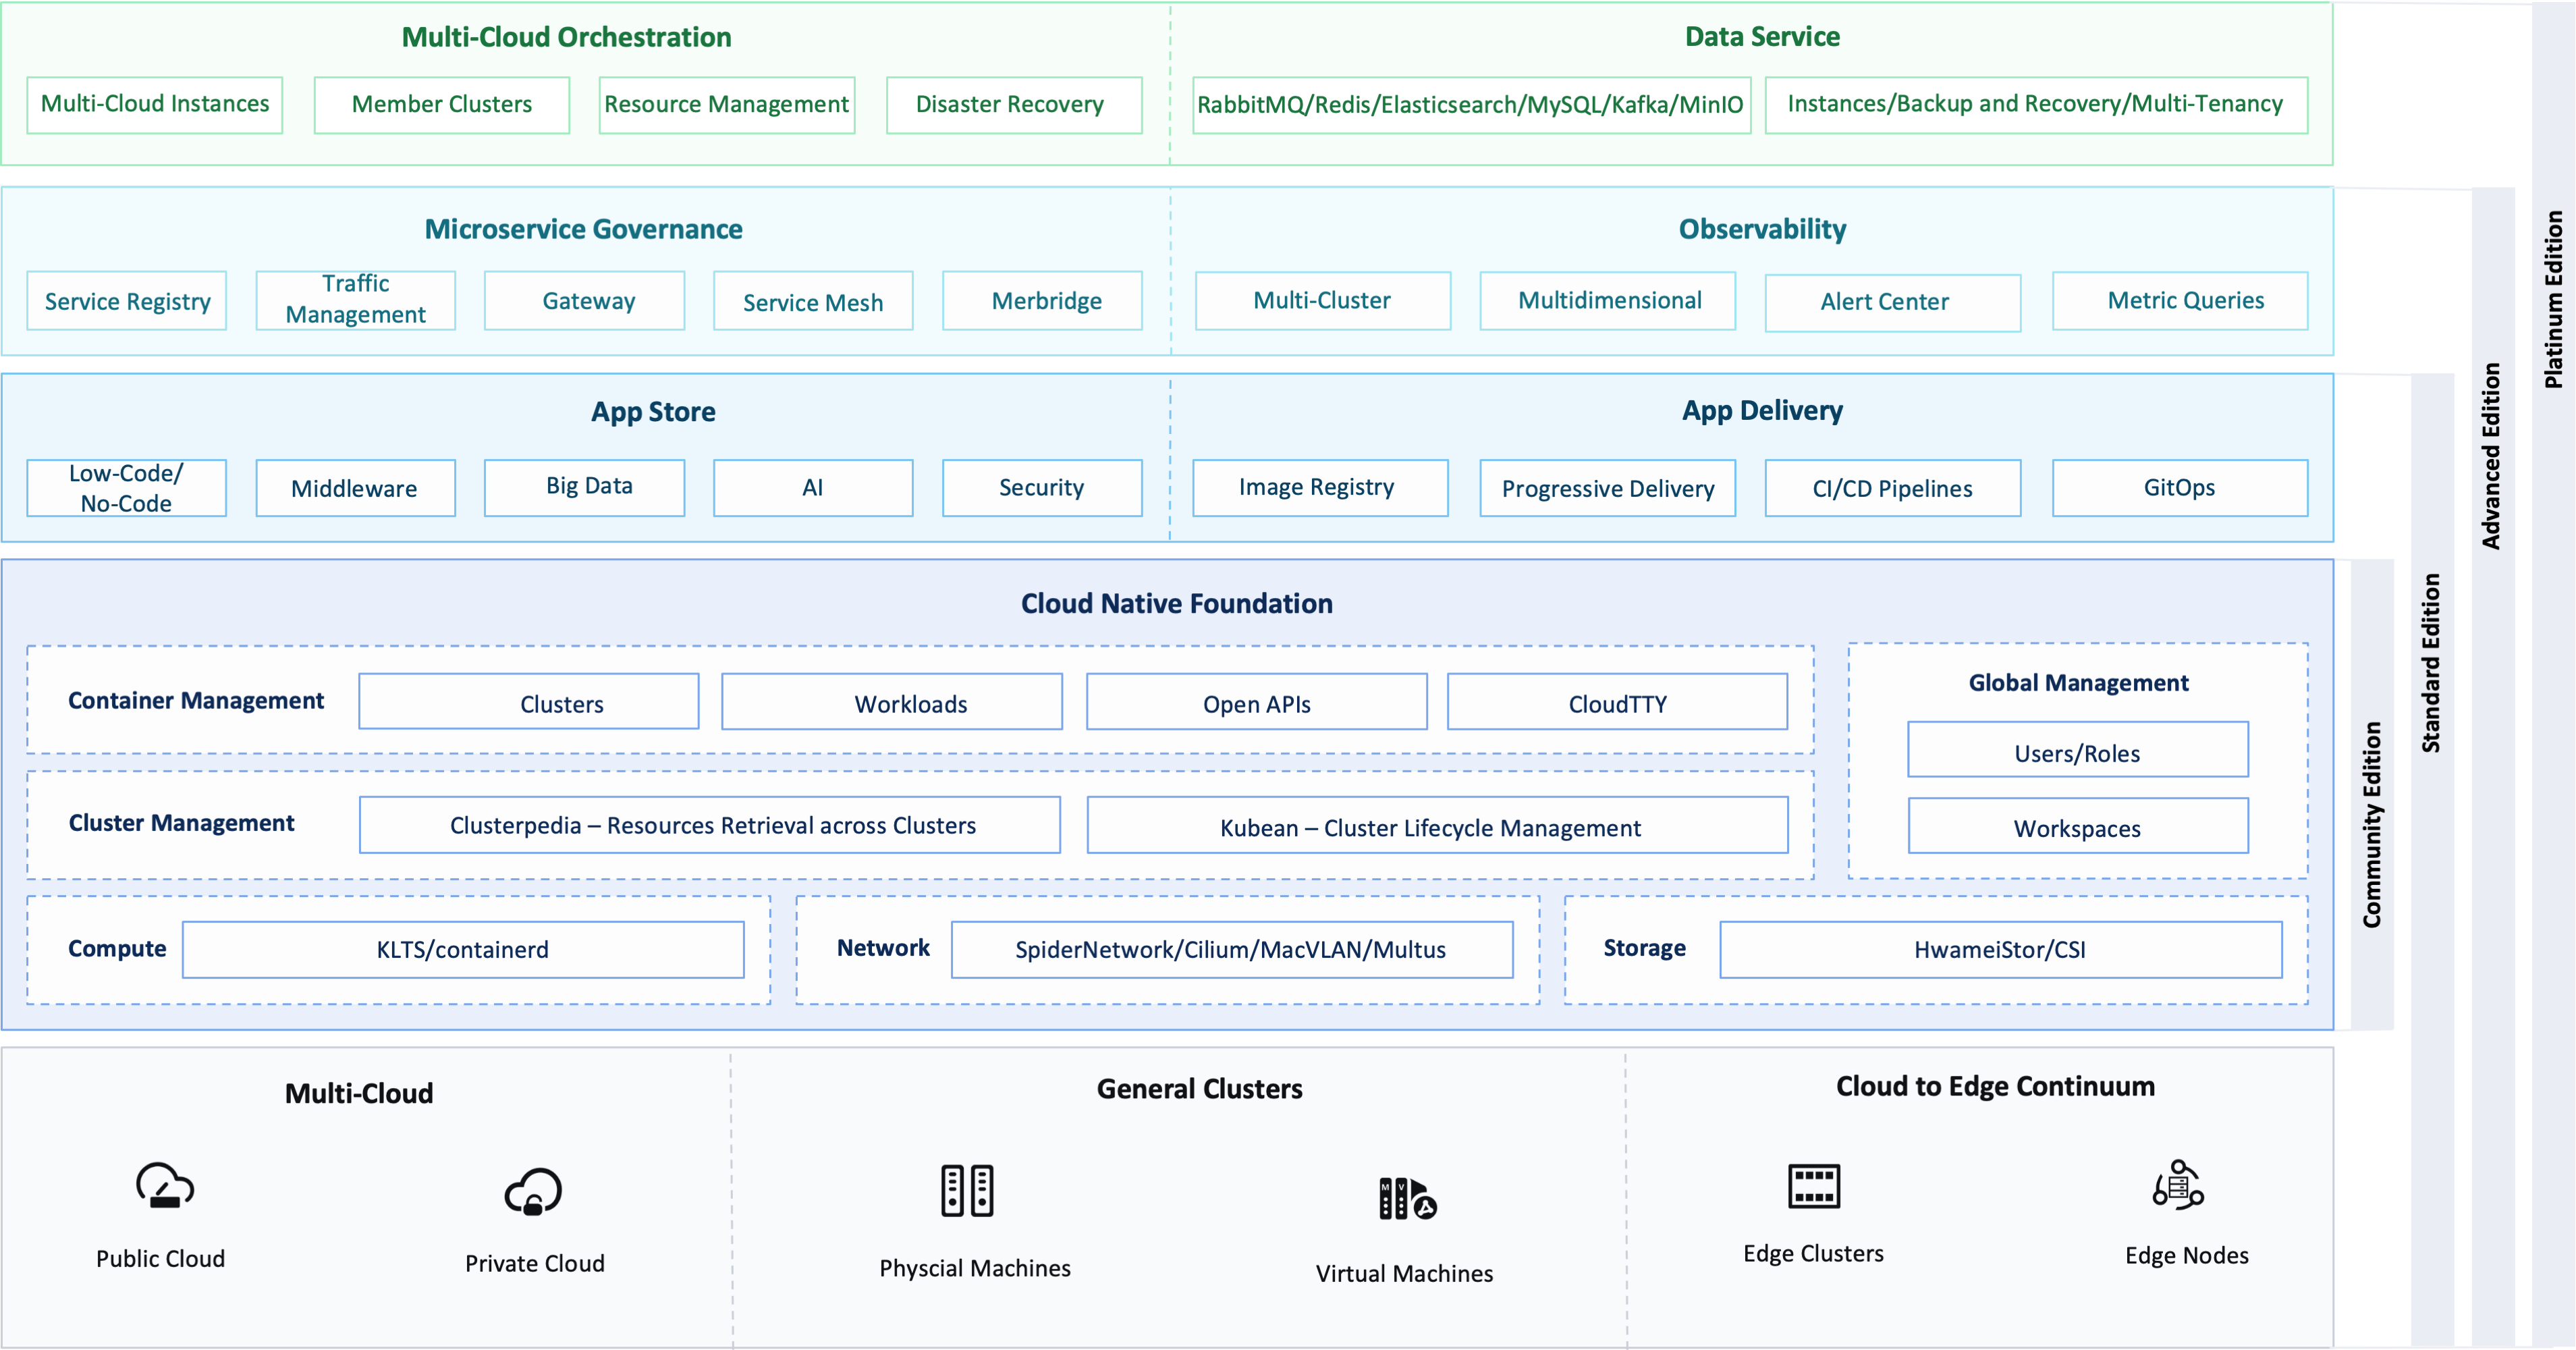 Multi-Cloud Orchestration
Data Service
Multi-Cloud Instances
Member Clusters
Resource Management
Disaster Recovery
RabbitMQ/Redis/Elasticsearch/MySQL/Kafka/MinIO
Instances/Backup and Recovery/Multi-Tenancy
Microservice Governance
Observability
Service Registry
Traffic
Management
Gateway
Service Mesh
Merbridge
Multi-Cluster
Multidimensional
Alert Center
Metric Queries
App Store
App Delivery
Low-Code/
No-Code
Middleware
Big Data
AI
Security
Image Registry
Progressive Delivery
CI/CD Pipelines
GitOps
Cloud Native Foundation
Container Management
Clusters
Workloads
Open APIs
CloudTTY
Global Management
Users/Roles
Workspaces
Cluster Management
Clusterpedia – Resources Retrieval across Clusters
Kubean – Cluster Lifecycle Management
Compute
KLTS/containerd
Network
SpiderNetwork/Cilium/MacVLAN/Multus
Storage
HwameiStor/CSI
Multi-Cloud
General Clusters
Cloud to Edge Continuum
M V
Public Cloud
Private Cloud
Physcial Machines
Virtual Machines
Edge Clusters
Edge Nodes
Community Edition
Standard Edition
Advanced Edition
Platinum Edition